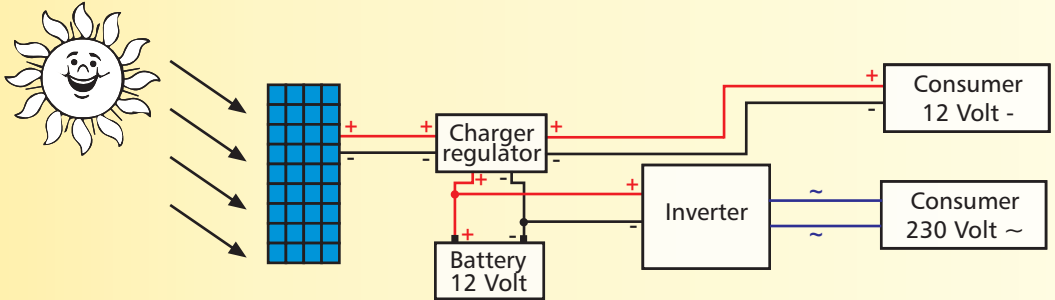 +
Consumer
12 Volt -
-
+
+
Charger
regulator
+
-
-
-
+
-
+
Inverter
-
~
~
Consumer
230 Volt ~
+
-
Battery
12 Volt